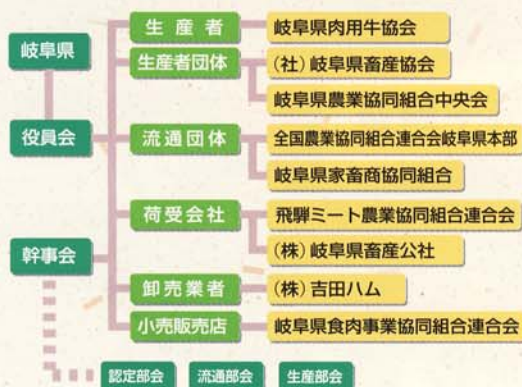 岐阜県
役員会
幹事会
生産者
岐阜県肉用牛協会
生産者団体
(社)岐阜県畜産協会
岐阜県農業協同組合中央会
流通団体
全国農業協同組合連合会岐阜県本部
岐阜県家畜商協同組合
荷受会社
飛騨ミート農業協同組合連合会
(株)岐阜県畜産公社
卸売業者
(株)吉田ハム
小売販売店
岐阜県食肉事業協同組合連合会
認定部会
流通部会
生産部会